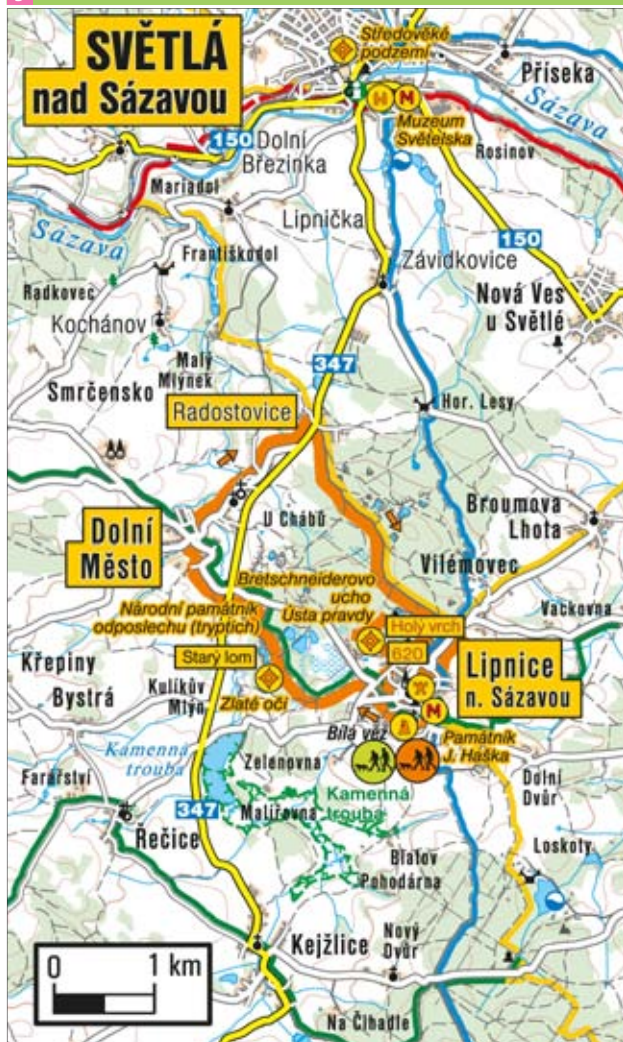 SVĚTLÁ
nad Sázavou
Středověké
podzemí
Příseka
Sázava
Muzeum
Světelska
150
Dolní
Březinka
Rosinov
Mariadol
Lipnička
150
Sázava
Františkodol
Závidkovice
Radkovec
Nová Ves
u Světlé
Kochánov
Malý
Mlýnek
347
Smrčensko
Radostovice
Hor. Lesy
Broumova
Lhota
U Chábů
Dolní
Město
Vilémovec
Bretschneiderovo
ucho
Ústa pravdy
Vackovna
Národní památník
odposlechu (tryptich)
Holý vrch
620
Starý lom
Lipnice
n. Sázavou
Křepiny
Bystrá
Kulíkův
Mlýn
Zlaté oči
Bílá věž
Památník
J. Haška
Kamenná
trouba
Zelenovna
Kamenná
trouba
Farářství
Dolní
Dvůr
347
Malířovna
Řečice
Loskoty
Blaťov
Pohodárna
Kejžlice
Nový
Dvůr
0 1 km
Na Čihadle